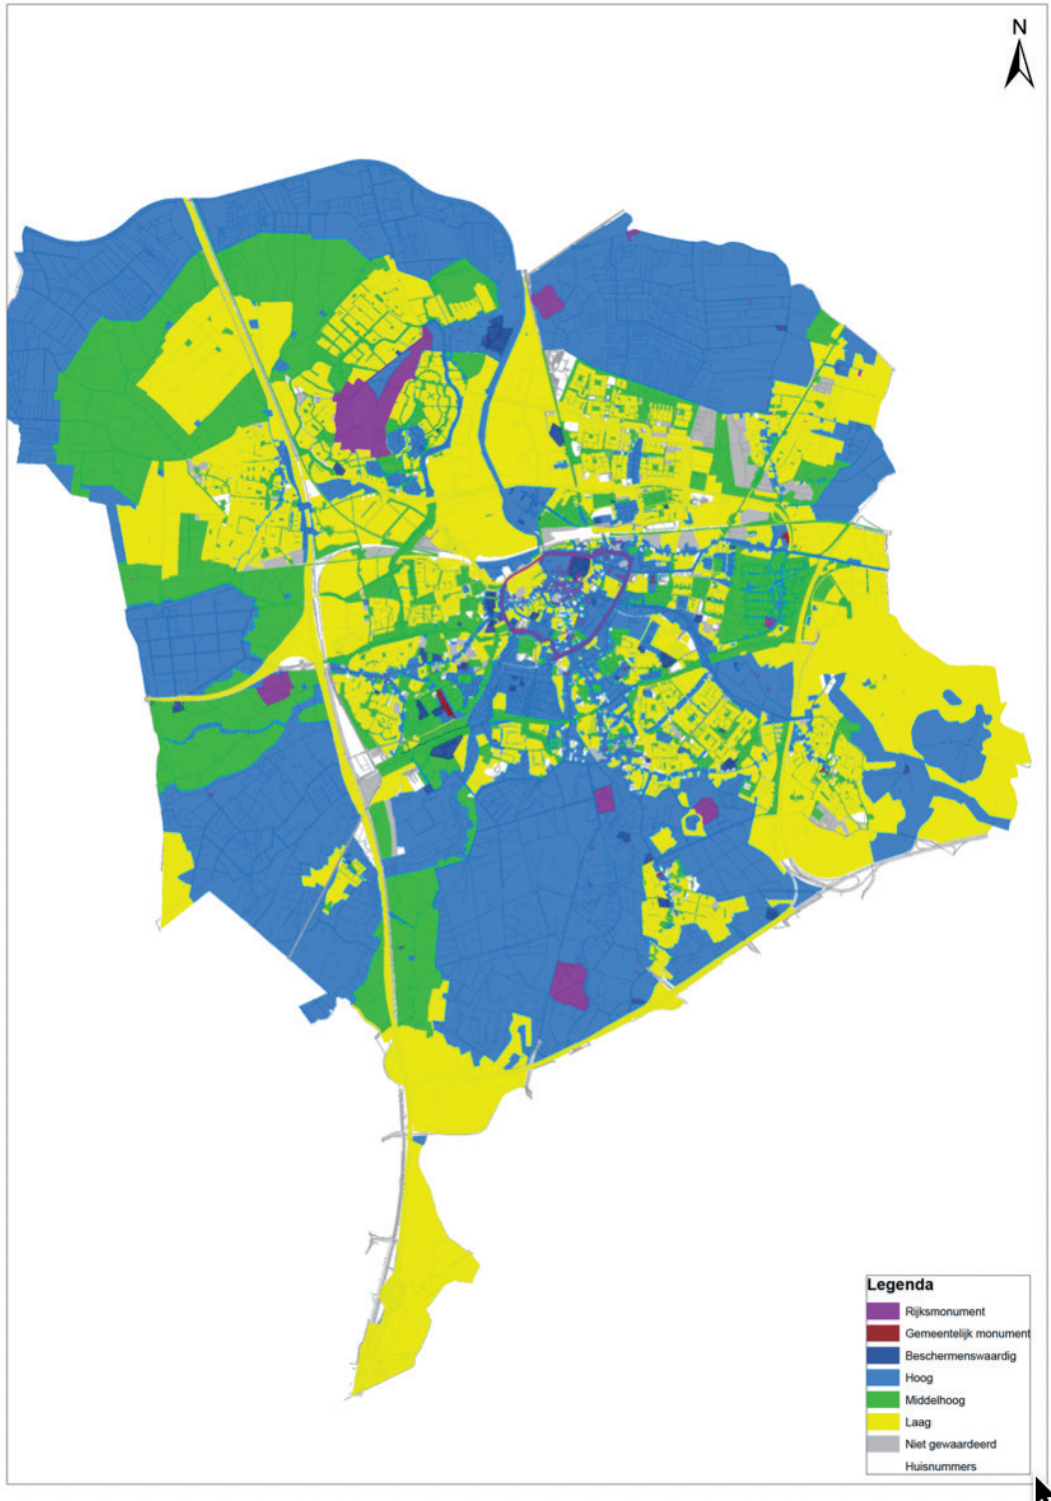 N
Legenda
Rijksmonument
Gemeentelijk monument
Beschermenswaardig
Hoog
Middelhoog
Laag
Niet gewaardeerd
Huisnummers